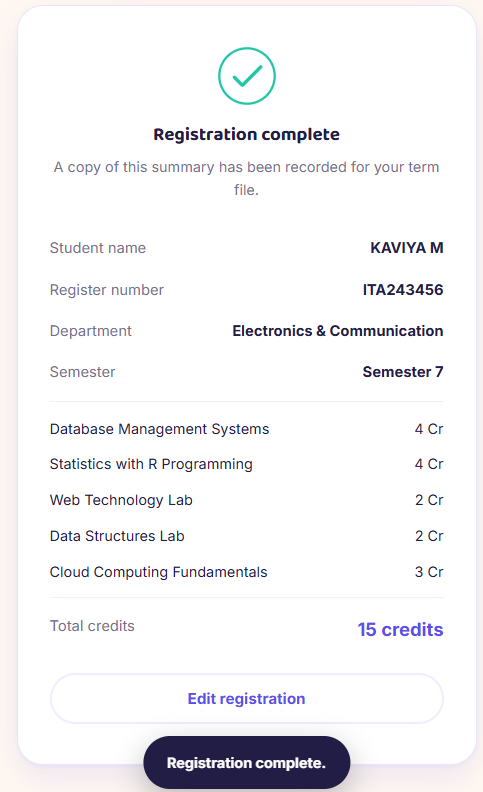 Registration complete
A copy of this summary has been recorded for your term
file.
Student name KAVIYA M
Register number ITA243456
Department Electronics & Communication
Semester Semester 7
Database Management Systems 4 Cr
Statistics with R Programming 4 Cr
Web Technology Lab 2 Cr
Data Structures Lab 2 Cr
Cloud Computing Fundamentals 3 Cr
Total credits 15 credits
Edit registration
Registration complete.